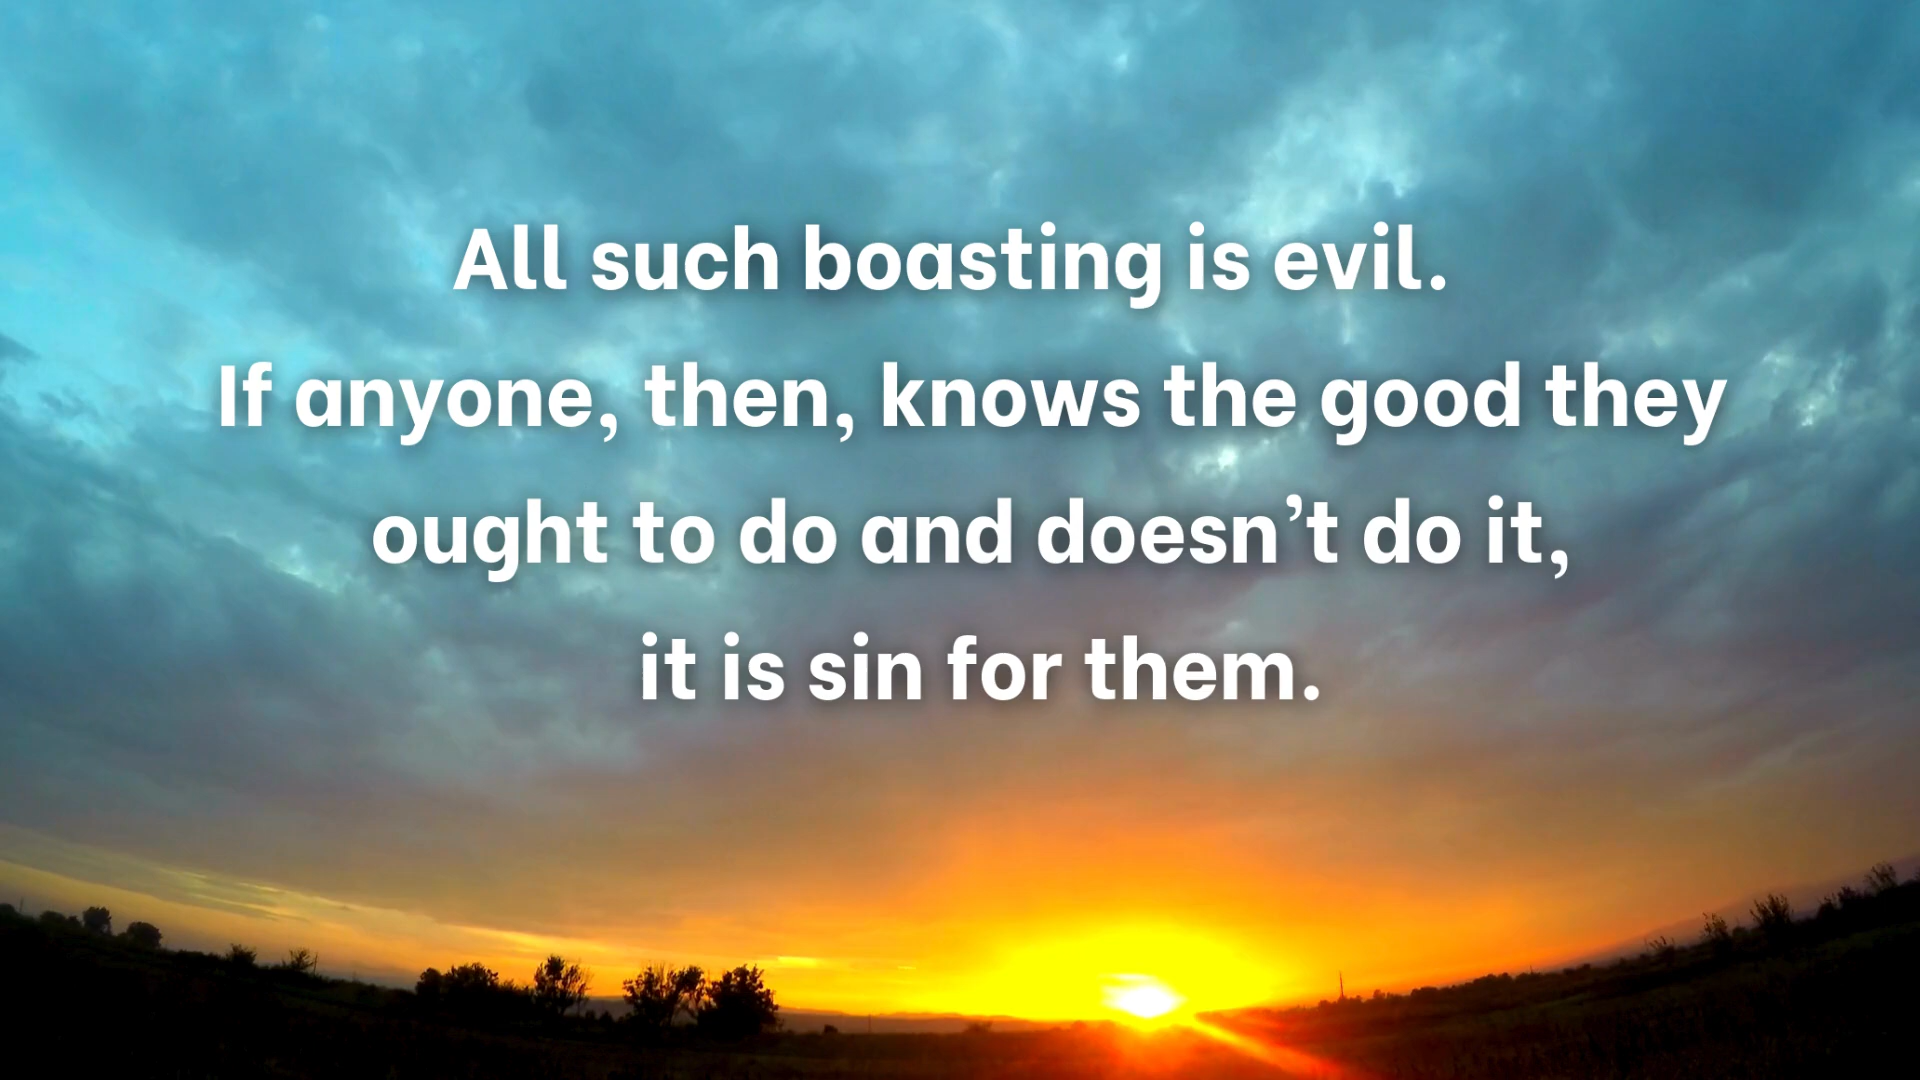 All such boasting is evil.
If anyone, then, knows the good they
ought to do and doesn’t do it,
it is sin for them.